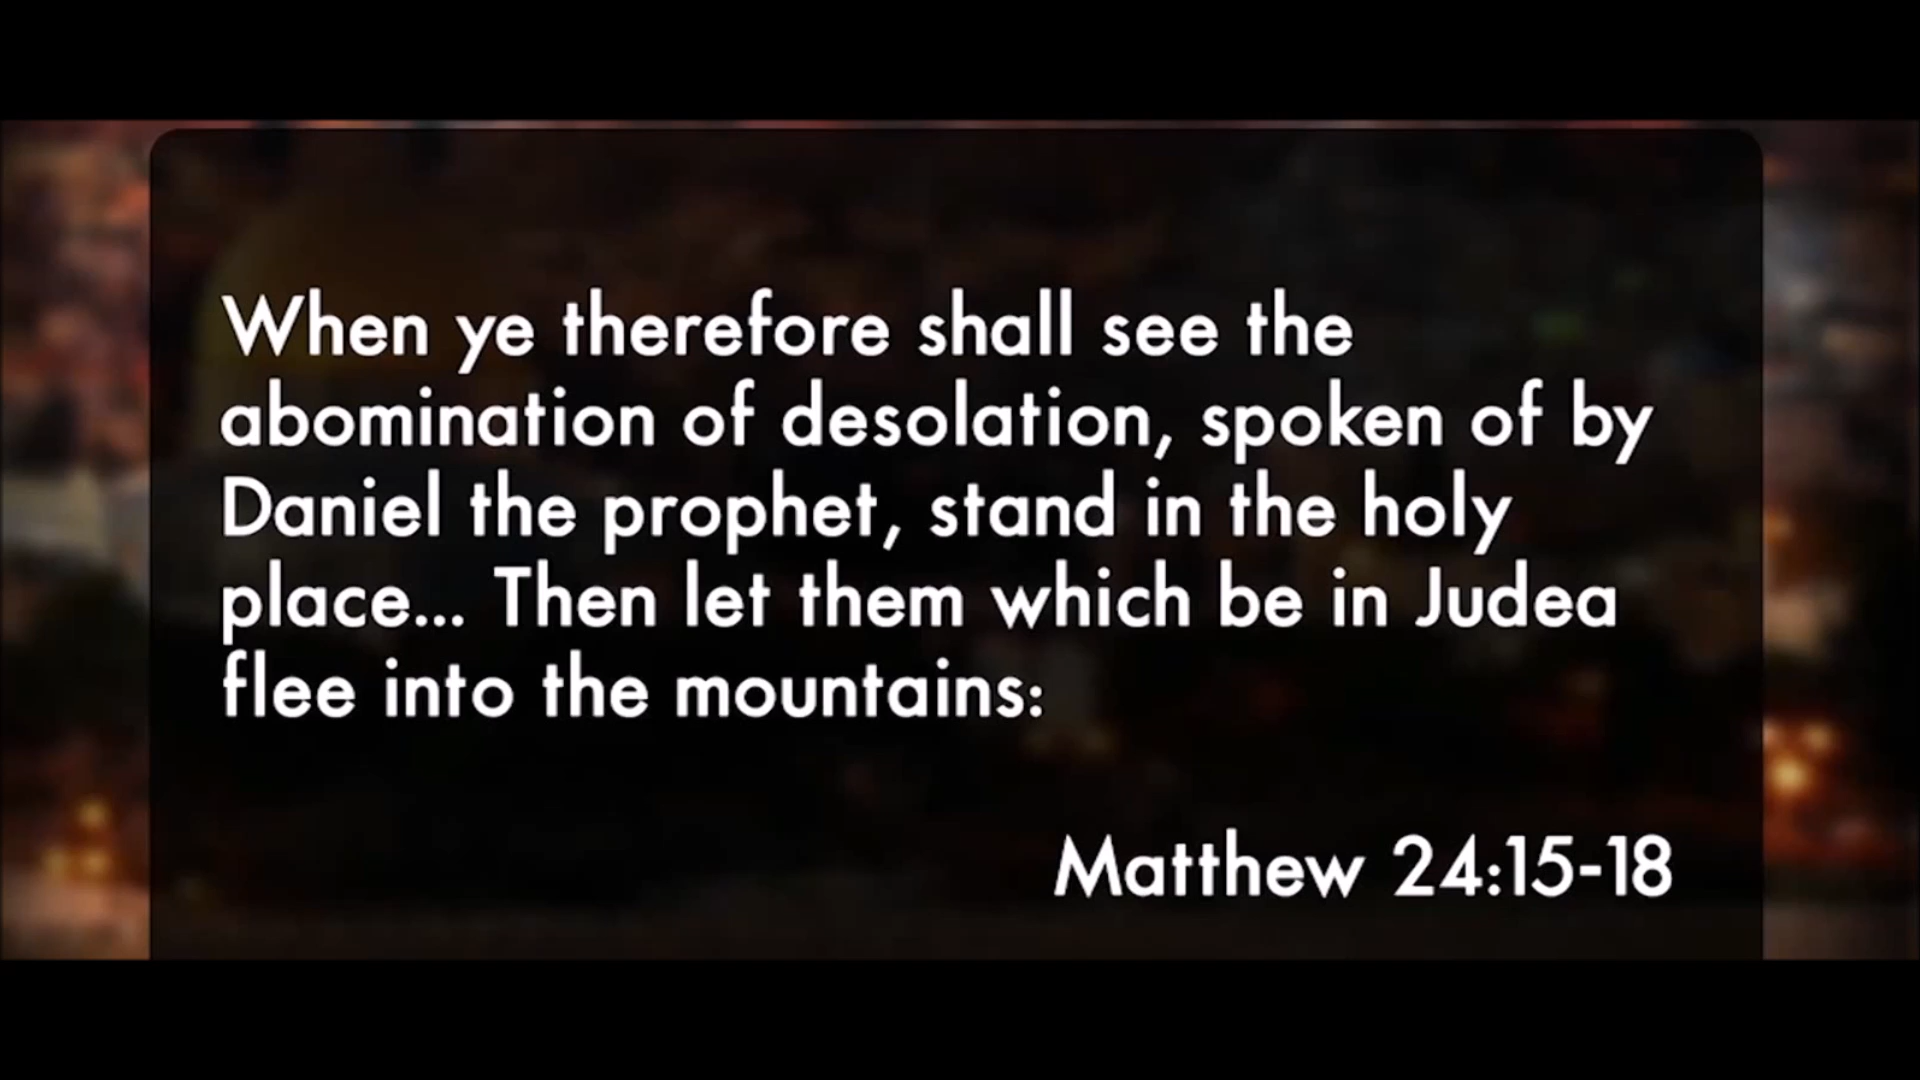 When ye therefore shall see the
abomination of desolation, spoken of by
Daniel the prophet, stand in the holy
place... Then let them which be in Judea
flee into the mountains:
Matthew 24:15-18